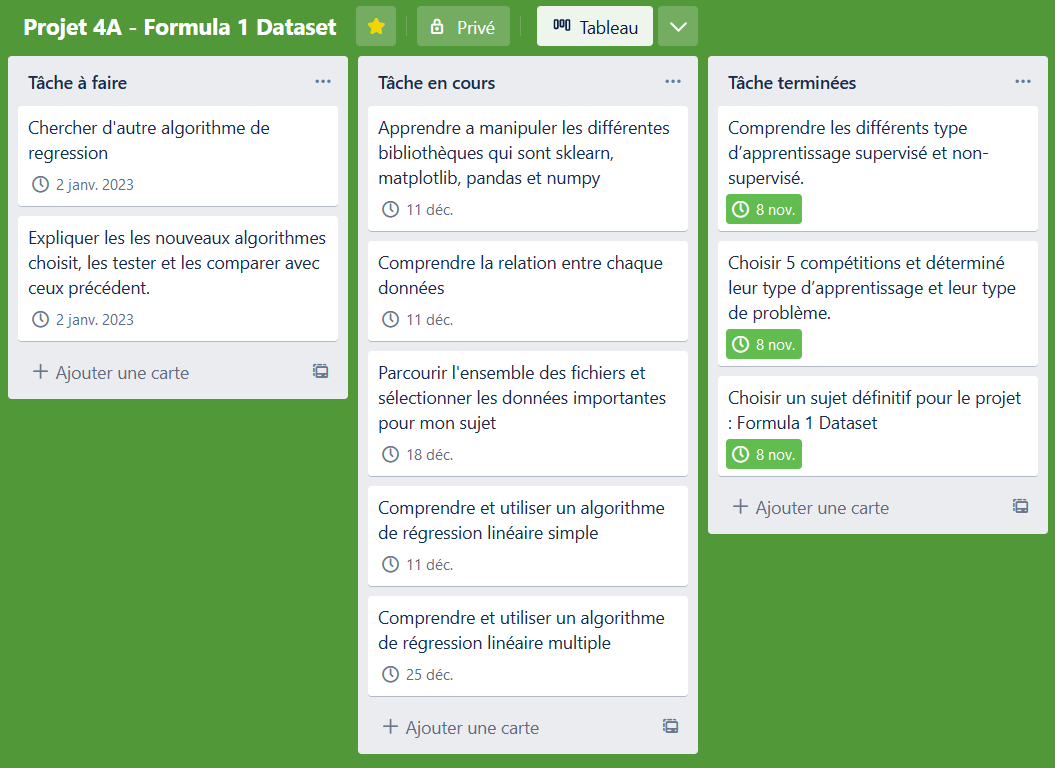 Projet 4A - Formula 1 Dataset
Privé
Tableau
Tâche à faire
Chercher d'autre algorithme de
regression
2 janv. 2023
Expliquer les les nouveaux algorithmes
choisit, les tester et les comparer avec
ceux précédent.
2 janv. 2023
Ajouter une carte
Tâche en cours
Apprendre a manipuler les différentes
bibliothèques qui sont sklearn,
matplotlib, pandas et numpy
11 déc.
Comprendre la relation entre chaque
données
11 déc.
Parcourir l'ensemble des fichiers et
sélectionner les données importantes
pour mon sujet
18 déc.
Comprendre et utiliser un algorithme
de régression linéaire simple
11 déc.
Comprendre et utiliser un algorithme
de régression linéaire multiple
25 déc.
Ajouter une carte
Tâche terminées
Comprendre les différents type
d’apprentissage supervisé et non-
supervisé.
8 nov.
Choisir 5 compétitions et déterminé
leur type d’apprentissage et leur type
de problème.
8 nov.
Choisir un sujet définitif pour le projet
: Formula 1 Dataset
8 nov.
Ajouter une carte